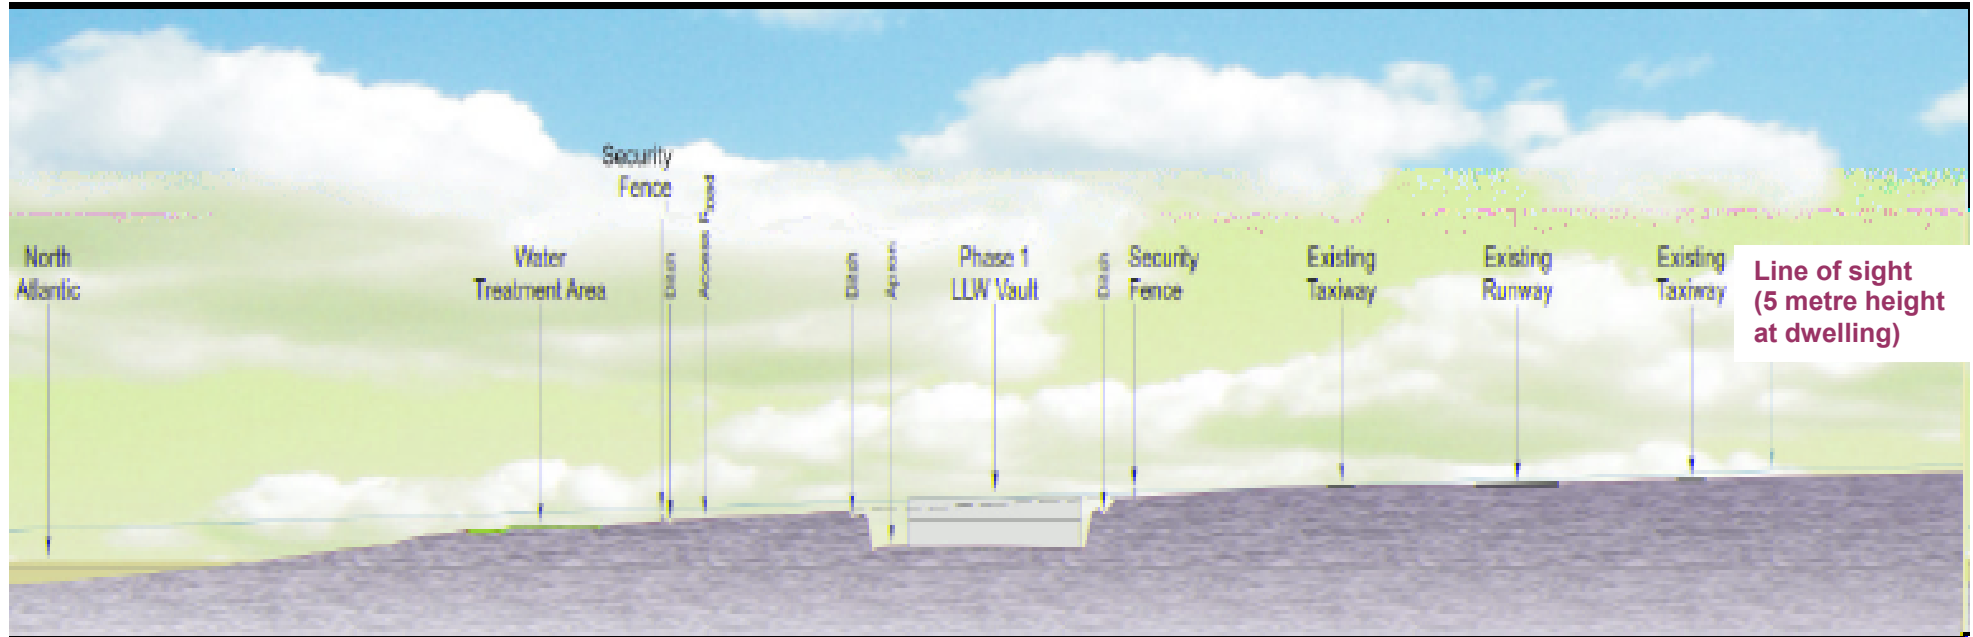 Security
Fence
Access Road
North
Atlantic
Water
Treatment Area
Ditch
Ditch
Apron
Phase 1
LLW Vault
Ditch
Security
Fence
Existing
Taxiway
Existing
Runway
Existing
Taxiway
Line of sight
(5 metre height
at dwelling)